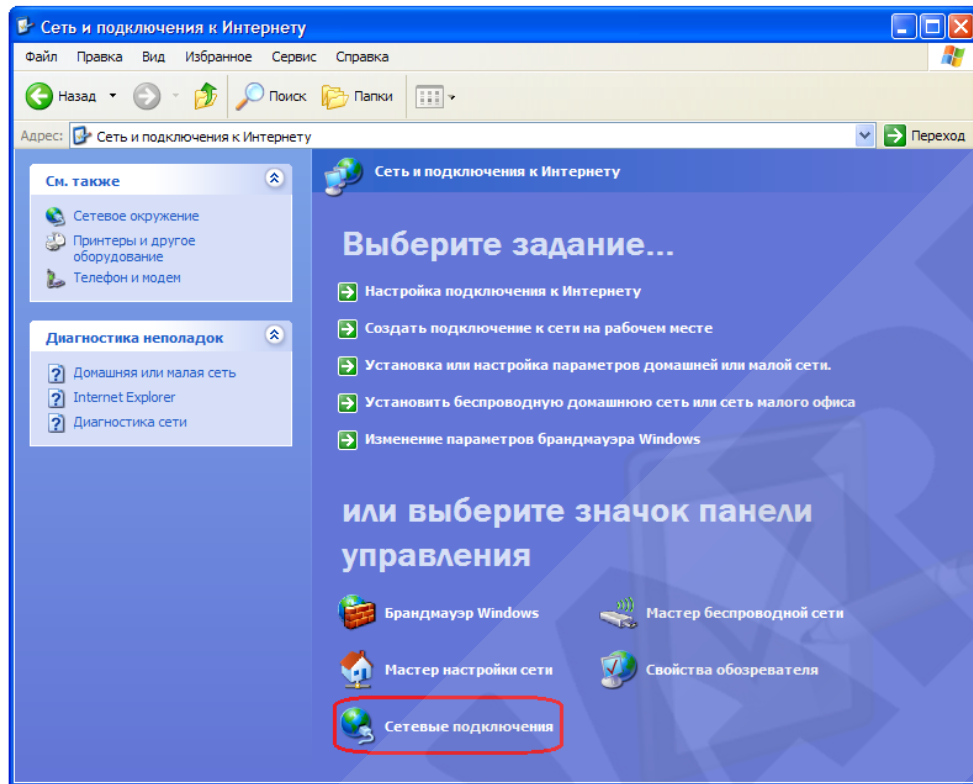 Сеть и подключения к Интернету
Файл Правка Вид Избранное Сервис Справка
Назад Поиск Папки
Адрес: Сеть и подключения к Интернету Переход
См. также
Сетевое окружение
Принтеры и другое
оборудование
Телефон и модем
Диагностика неполадок
Домашняя или малая сеть
Internet Explorer
Диагностика сети
Сеть и подключения к Интернету
Выберите задание...
Настройка подключения к Интернету
Создать подключение к сети на рабочем месте
Установка или настройка параметров домашней или малой сети.
Установить беспроводную домашнюю сеть или сеть малого офиса
Изменение параметров брандмауэра Windows
или выберите значок панели
управления
Брандмауэр Windows Мастер беспроводной сети
Мастер настройки сети Свойства обозревателя
Сетевые подключения